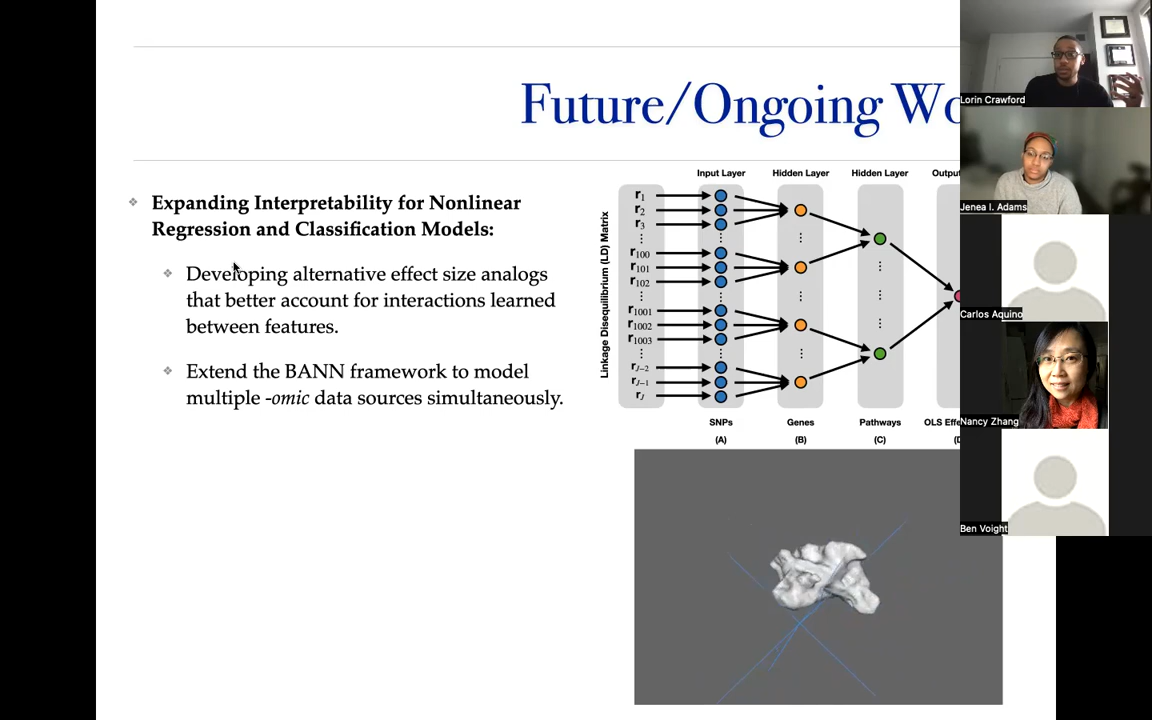 Future/Ongoing Wo
Expanding Interpretability for Nonlinear
Regression and Classification Models:
Developing alternative effect size analogs
that better account for interactions learned
between features.
Extend the BANN framework to model
multiple -omic data sources simultaneously.
Linkage Disequilibrium (LD) Matrix
Input Layer
Hidden Layer
Hidden Layer
Outpu
r1
r2
r3
⋮
r100
r101
r102
⋮
r1001
r1002
r1003
⋮
rJ-2
rJ-1
rJ
SNPs
Genes
Pathways
OLS Effe
(A)
(B)
(C)
(D
Lorin Crawford
Jenea I. Adams
Carlos Aquino
Nancy Zhang
Ben Voight